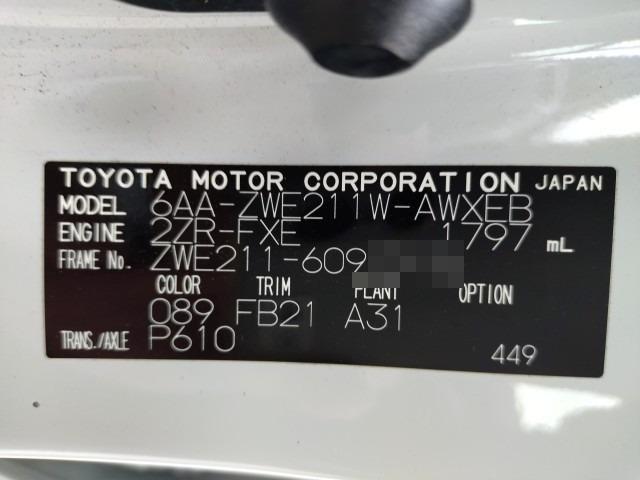 TOYOTA MOTOR CORPORATION JAPAN
MODEL 6AA-ZWE211W-AWXEB
ENGINE 2ZR-FXE 1797 mL
FRAME No. ZWE211-609
COLOR TRIM PLANT OPTION
089 FB21 A31
TRANS./AXLE P610
449